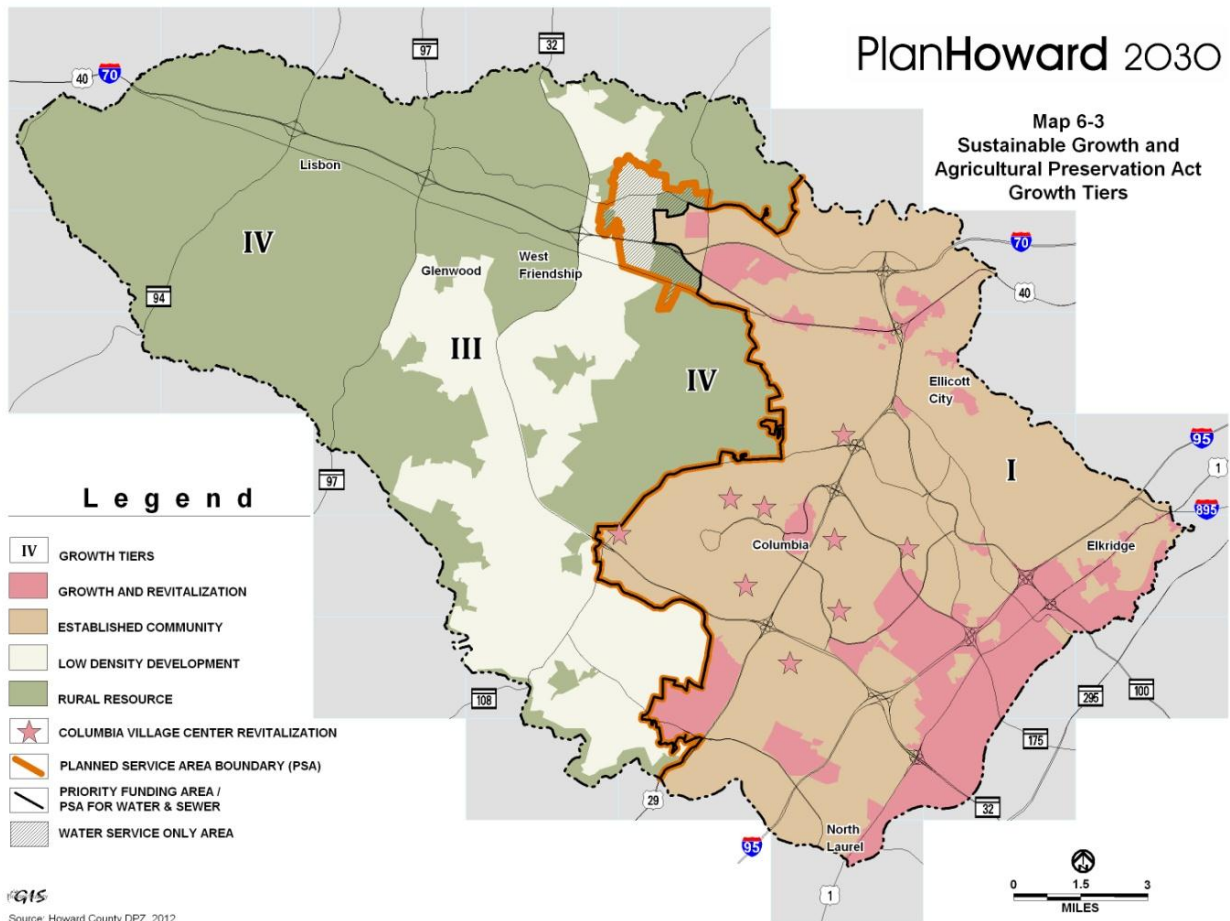 PlanHoward 2030
Map 6-3
Sustainable Growth and
Agricultural Preservation Act
Growth Tiers
97
32
40
70
Lisbon
IV
Glenwood
West
Friendship
94
III
IV
70
40
Ellicott
City
95
1
I
895
97
Columbia
Elkridge
108
295
100
175
29
32
North
Laurel
95
1
Legend
IV GROWTH TIERS
GROWTH AND REVITALIZATION
ESTABLISHED COMMUNITY
LOW DENSITY DEVELOPMENT
RURAL RESOURCE
COLUMBIA VILLAGE CENTER REVITALIZATION
PLANNED SERVICE AREA BOUNDARY (PSA)
PRIORITY FUNDING AREA /
PSA FOR WATER & SEWER
WATER SERVICE ONLY AREA
0 1.5 3
MILES
GIS
Source: Howard County DPZ, 2012